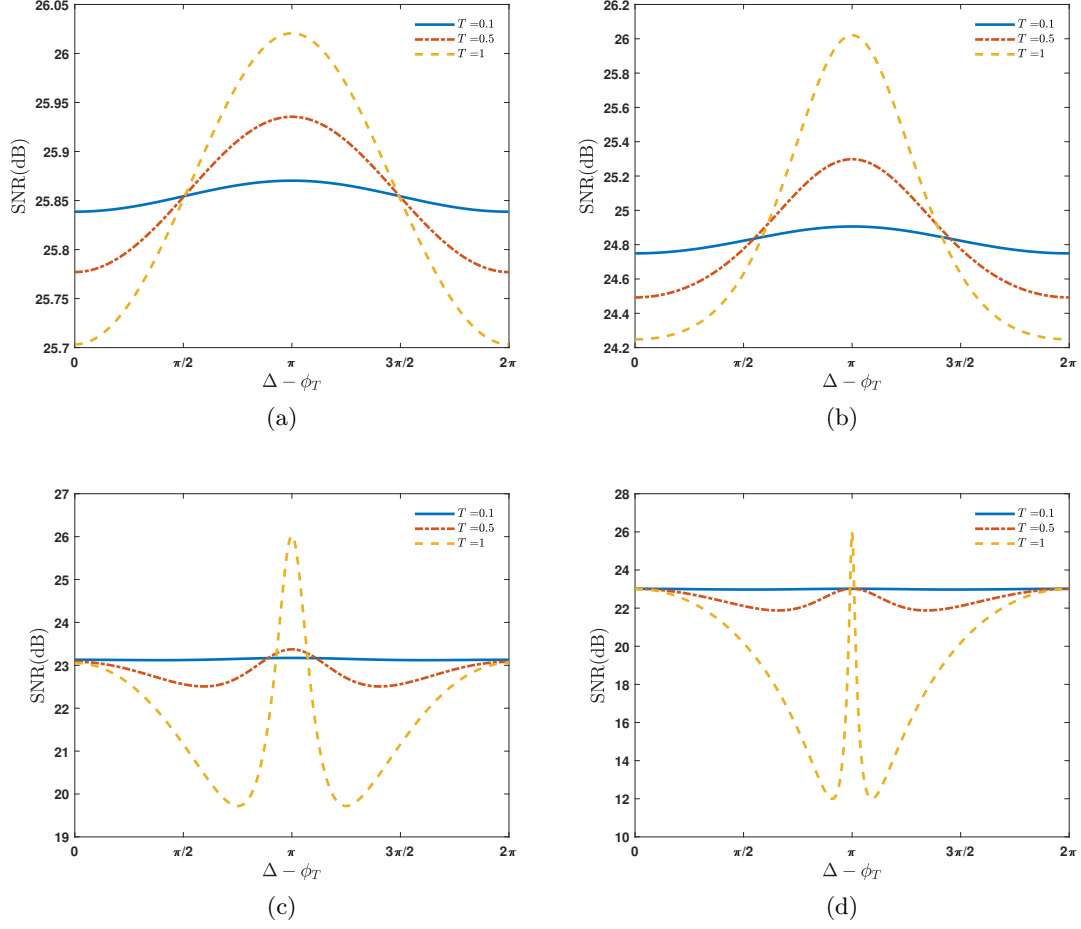 26.05
26
25.95
25.9
25.85
25.8
25.75
25.7
SNR(dB)
0
π/2
π
3π/2
2π
Δ − ϕ_T
T =0.1
T =0.5
T =1
(a)
26.2
26
25.8
25.6
25.4
25.2
25
24.8
24.6
24.4
24.2
SNR(dB)
0
π/2
π
3π/2
2π
Δ − ϕ_T
T =0.1
T =0.5
T =1
(b)
27
26
25
24
23
22
21
20
19
SNR(dB)
0
π/2
π
3π/2
2π
Δ − ϕ_T
T =0.1
T =0.5
T =1
(c)
28
26
24
22
20
18
16
14
12
10
SNR(dB)
0
π/2
π
3π/2
2π
Δ − ϕ_T
T =0.1
T =0.5
T =1
(d)